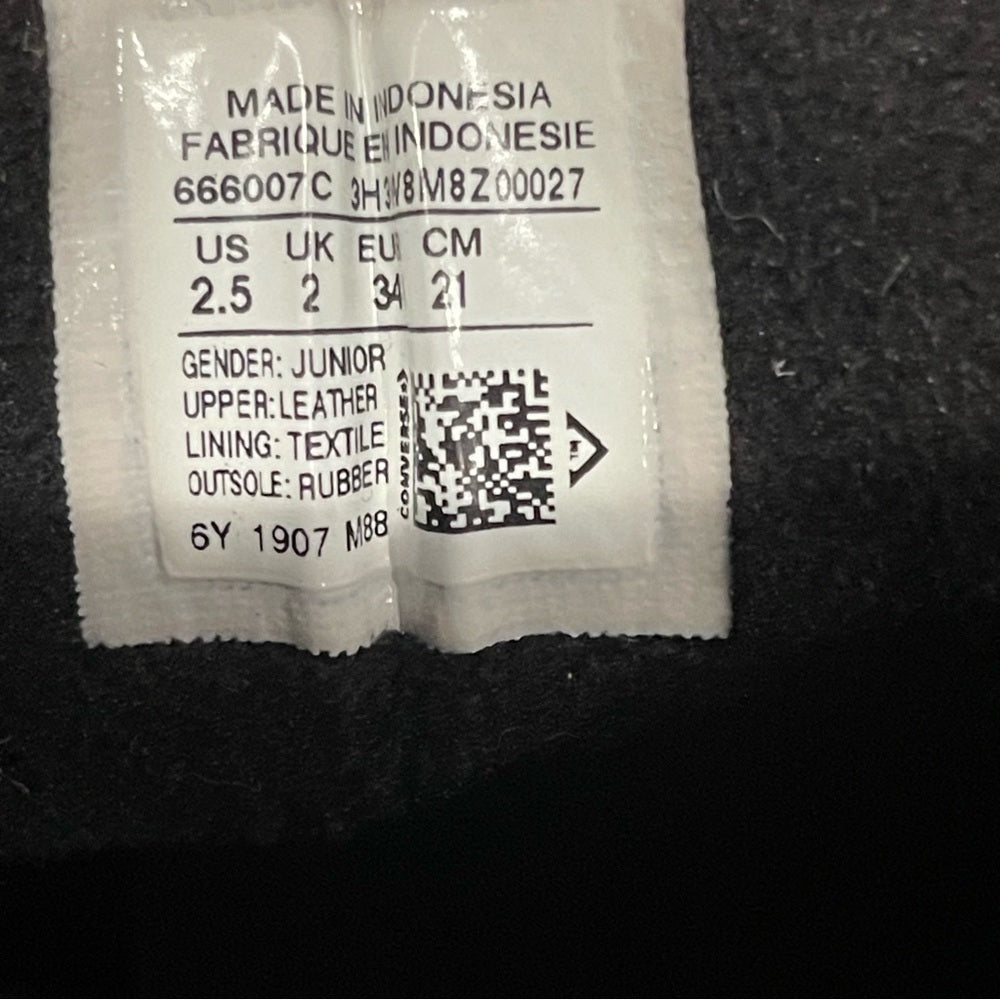 MADE IN INDONESIA
FABRIQUE EN INDONESIE
666007C 3H3W8M8Z00027
US UK EU CM
2.5 2 34 21
GENDER: JUNIOR
UPPER:LEATHER
LINING: TEXTILE
OUTSOLE: RUBBER
6Y 1907 M88
CONVERSE
TM